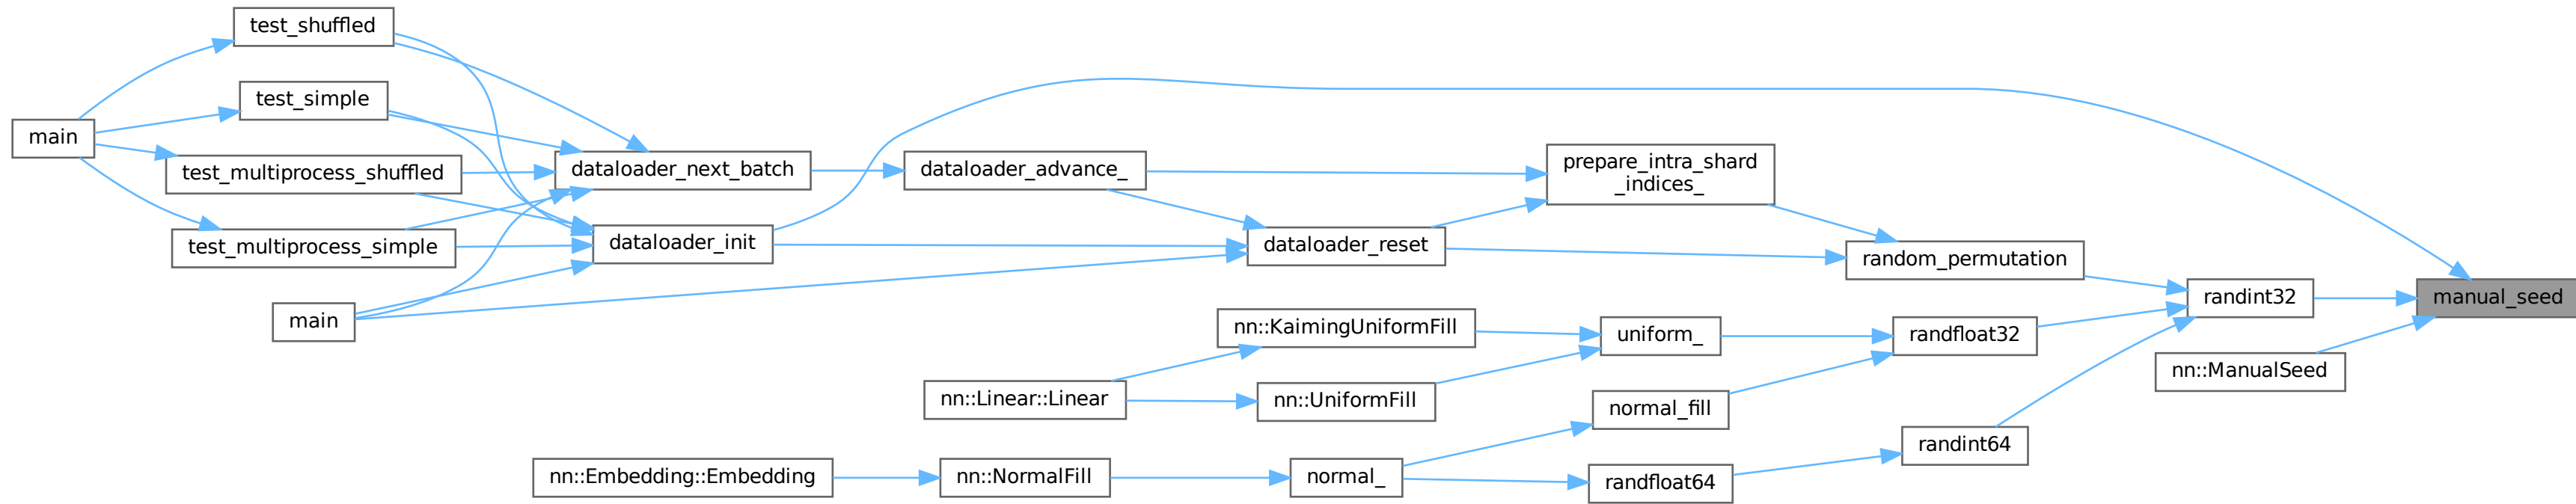 test_shuffled
test_simple
main
test_multiprocess_shuffled
test_multiprocess_simple
main
dataloader_next_batch
dataloader_init
dataloader_advance_
dataloader_reset
prepare_intra_shard
_indices_
random_permutation
randint32
manual_seed
nn::ManualSeed
nn::KaimingUniformFill
uniform_
randfloat32
nn::Linear::Linear
nn::UniformFill
normal_fill
randint64
nn::Embedding::Embedding
nn::NormalFill
normal_
randfloat64